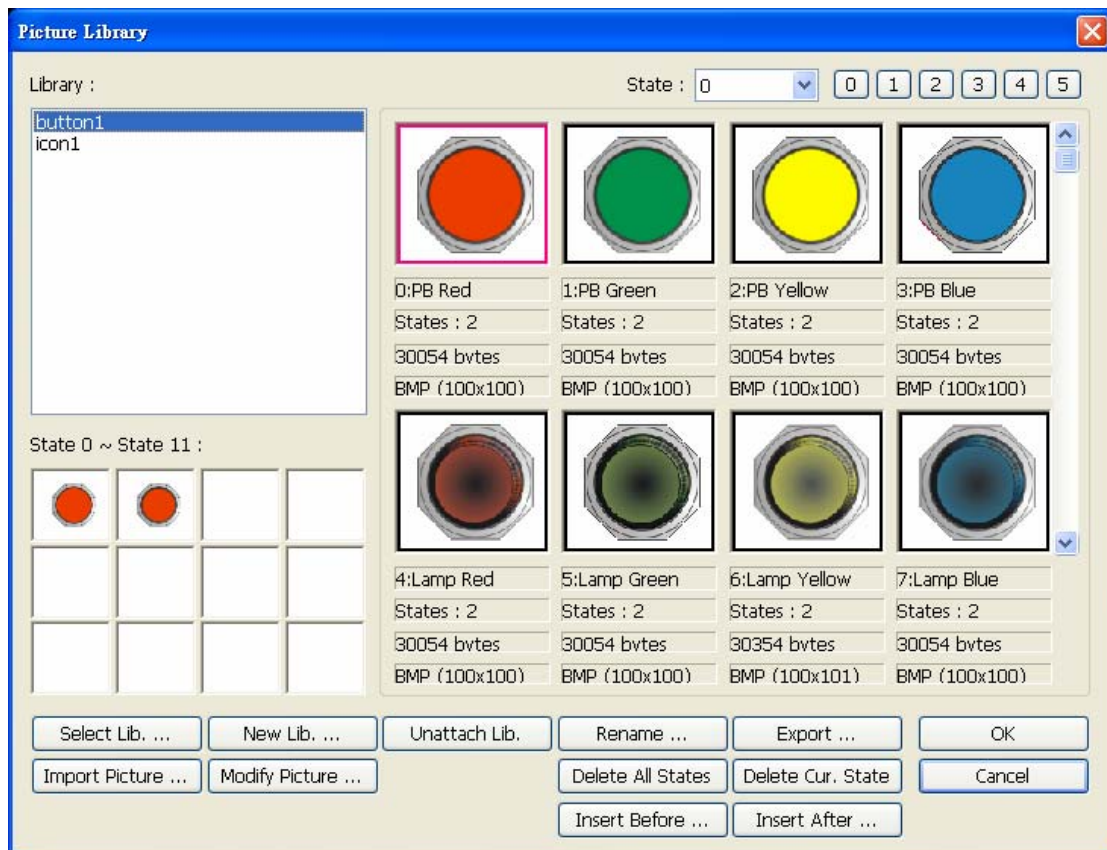 Picture Library
Library :
State : 0 0 1 2 3 4 5
button1
icon1
0:PB Red 1:PB Green 2:PB Yellow 3:PB Blue
States : 2 States : 2 States : 2 States : 2
30054 bytes 30054 bytes 30054 bytes 30054 bytes
BMP (100x100) BMP (100x100) BMP (100x100) BMP (100x100)
State 0 ~ State 11 :
4:Lamp Red 5:Lamp Green 6:Lamp Yellow 7:Lamp Blue
States : 2 States : 2 States : 2 States : 2
30054 bytes 30054 bytes 30354 bytes 30054 bytes
BMP (100x100) BMP (100x100) BMP (100x101) BMP (100x100)
Select Lib. ... New Lib. ... Unattach Lib. Rename ... Export ... OK
Import Picture ... Modify Picture ... Delete All States Delete Cur. State Cancel
Insert Before ... Insert After ...